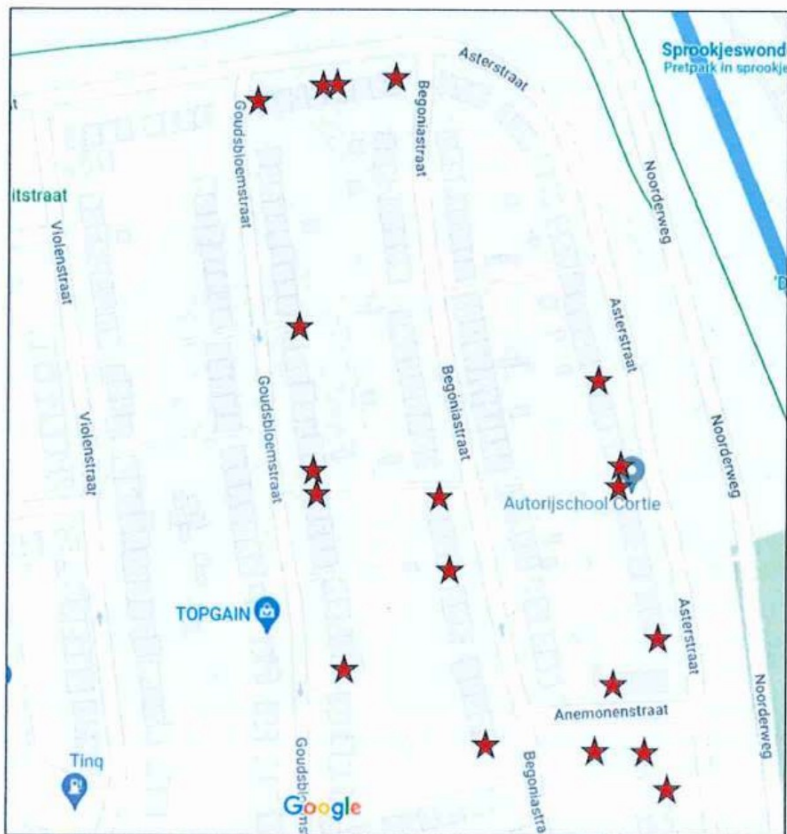 Asterstraat
Sprookjeswond
Pretpark in sprookje
Goudsbloemstraat
Begoniastraat
Noorderweg
itstraat
Violenstraat
'D
Asterstraat
Goudsbloemstraat
Begoniastraat
Noorderweg
Violenstraat
Autorijschool Cortie
TOPGAIN
Asterstraat
Anemonenstraat
Noorderweg
Tinq
Goudsbloems
Begoniastra
Google